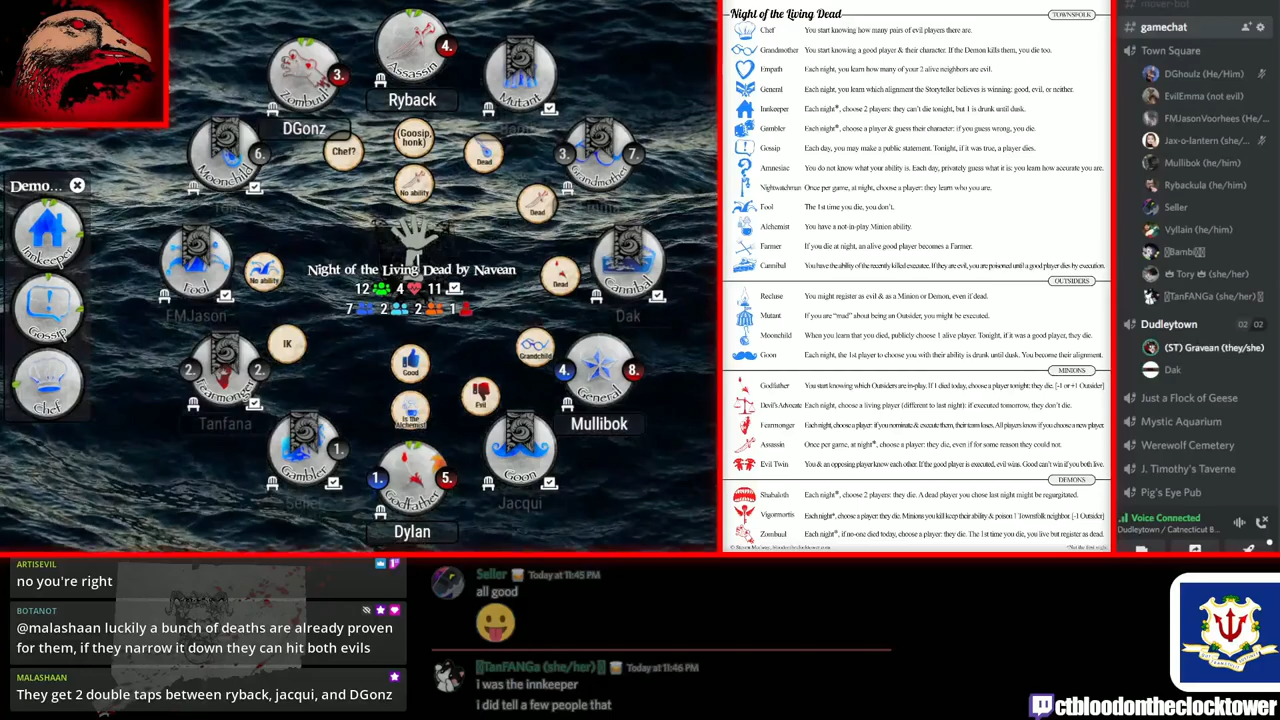 Assassin
4.
Ryback
Zombuul
3.
DGonz
Mutant
Moonchild
6.
Chef?
(Goosip,
honk)
Dead
No ability
3.
Grandmother
7.
Dead
Demo...
Innkeeper
Fool
FMJason
No ability
Night of the Living Dead by Navean
12 4 11
7 2 2 1
Dead
Cannibal
Dak
Gossip
Chef
2.
Fearmonger
2.
Tanfana
IK
Good
Is the
Alchemist
Evil
Grandchild
4.
General
8.
Mullibok
Gambler
1.
Godfather
5.
Dylan
Goon
Jacqui
Night of the Living Dead
TOWNSFOLK
Chef You start knowing how many pairs of evil players there are.
Grandmother You start knowing a good player & their character. If the Demon kills them, you die too.
Empath Each night, you learn how many of your 2 alive neighbors are evil.
General Each night, you learn which alignment the Storyteller believes is winning: good, evil, or neither.
Innkeeper Each night*, choose 2 players: they can't die tonight, but 1 is drunk until dusk.
Gambler Each night*, choose a player & guess their character: if you guess wrong, you die.
Gossip Each day, you may make a public statement. Tonight, if it was true, a player dies.
Amnesiac You do not know what your ability is. Each day, privately guess what it is: you learn how accurate you are.
Nightwatchman Once per game, at night, choose a player: they learn who you are.
Fool The 1st time you die, you don't.
Alchemist You have a not-in-play Minion ability.
Farmer If you die at night, an alive good player becomes a Farmer.
Cannibal You have the ability of the recently killed executee. If they are evil, you are poisoned until a good player dies by execution.
OUTSIDERS
Recluse You might register as evil & as a Minion or Demon, even if dead.
Mutant If you are "mad" about being an Outsider, you might be executed.
Moonchild When you learn that you died, publicly choose 1 alive player. Tonight, if it was a good player, they die.
Goon Each night, the 1st player to choose you with their ability is drunk until dusk. You become their alignment.
MINIONS
Godfather You start knowing which Outsiders are in-play. If 1 died today, choose a player tonight: they die. [-1 or +1 Outsider]
Devil's Advocate Each night, choose a living player (different to last night): if executed tomorrow, they don't die.
Fearmonger Each night, choose a player: if you nominate & execute them, their team loses. All players know if you choose a new player.
Assassin Once per game, at night*, choose a player: they die, even if for some reason they could not.
Evil Twin You & an opposing player know each other. If the good player is executed, evil wins. Good can't win if you both live.
DEMONS
Shabaloth Each night*, choose 2 players: they die. A dead player you chose last night might be regurgitated.
Vigormortis Each night*, choose a player: they die. Minions you kill keep their ability & poison 1 Townsfolk neighbor. [-1 Outsider]
Zombuul Each night*, if no-one died today, choose a player: they die. The 1st time you die, you live but register as dead.
*Not the first night
gamechat
Town Square
DGhoulz (He/Him)
EvilEmma (not evil)
FMJasonVoorhees (He/...
Jax-o-lantern (she/...
Mullibok (he/him)
Rybackula (he/him)
Seller
Vyllain (he/him)
Bambi
Tory (she/her)
TanFANGa (she/her)
Dudleytown 02 02
(ST) Gravean (they/she)
Dak
Just a Flock of Geese
Mystic Aquarium
Werewolf Cemetery
J. Timothy's Taverne
Pig's Eye Pub
Voice Connected
Dudleytown / Catnecticut B...
ARTISEVIL
no you're right
BOTANOT
@malashaan luckily a bunch of deaths are already proven
for them, if they narrow it down they can hit both evils
MALASHAAN
They get 2 double taps between ryback, jacqui, and DGonz
Seller Today at 11:45 PM
all good
TanFANGa (she/her) Today at 11:46 PM
i was the innkeeper
i did tell a few people that
ctbloodontheclocktower